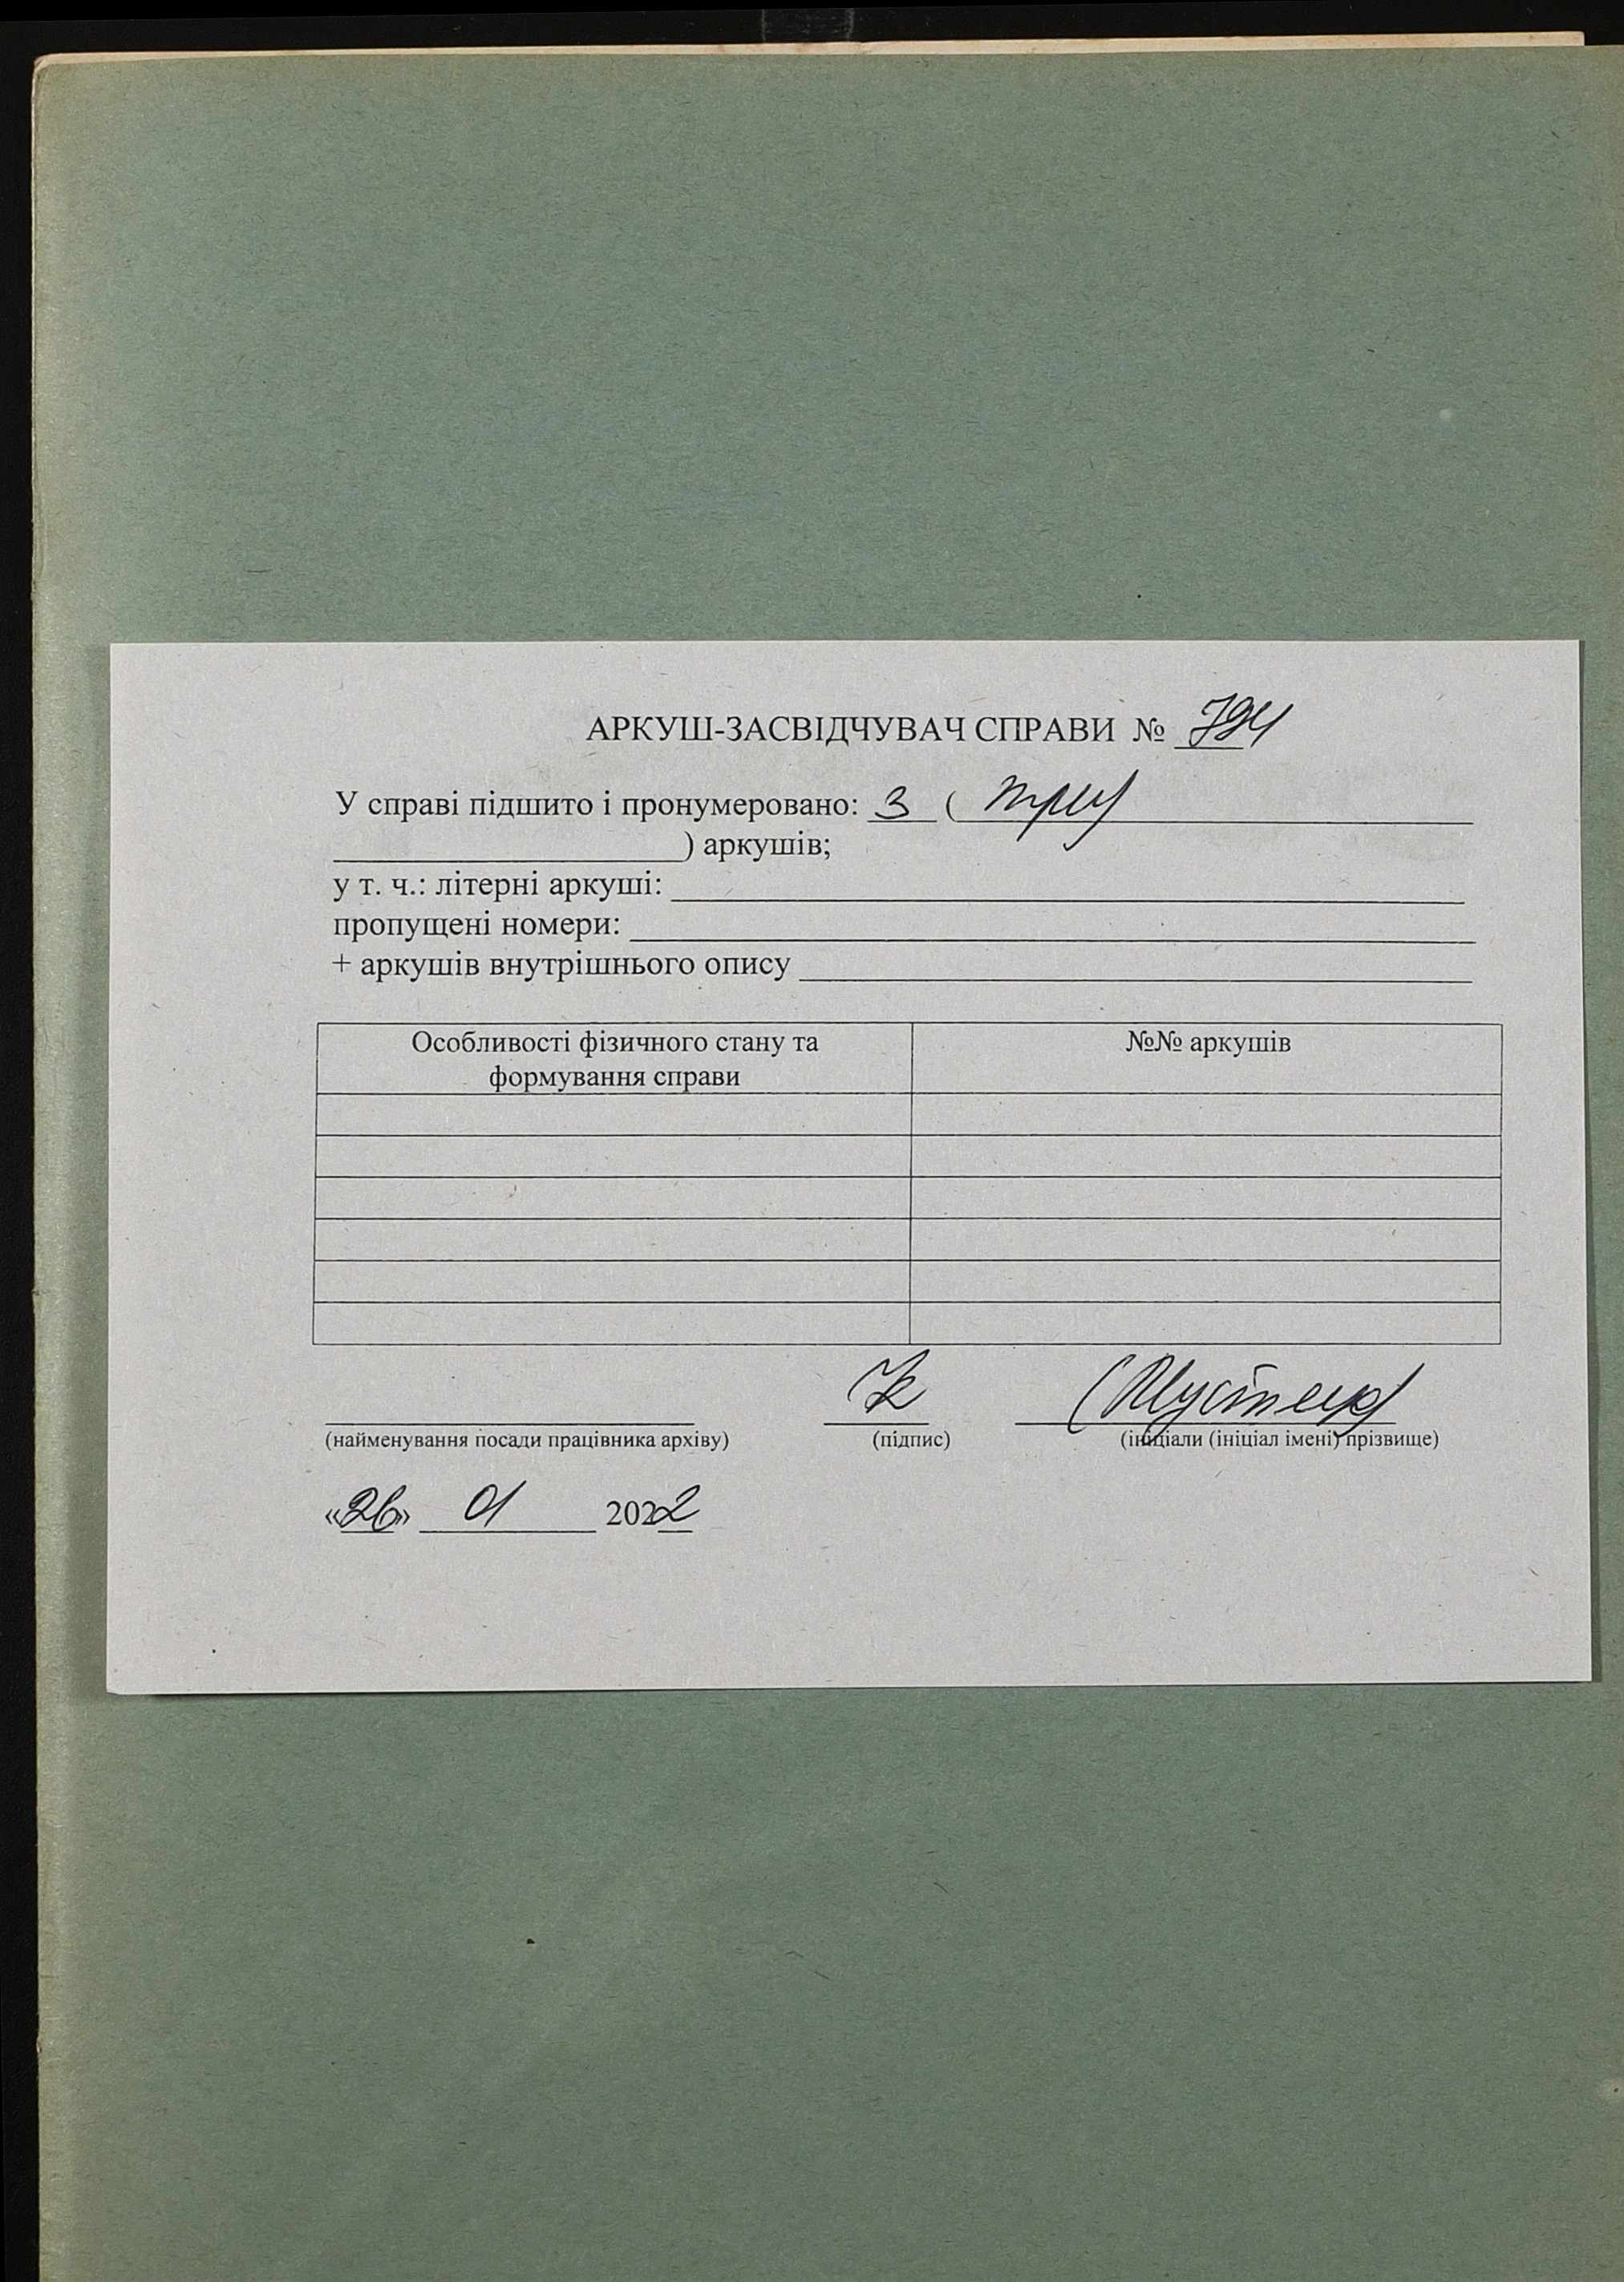 АРКУШ-ЗАСВІДЧУВАЧ СПРАВИ № 794
У справі підшито і пронумеровано: 3 ( три
) аркушів;
у т. ч.: літерні аркуші:
пропущені номери:
+ аркушів внутрішнього опису
Особливості фізичного стану та формування справи
№№ аркушів
(найменування посади працівника архіву) (підпис) (ініціали (ініціал імені) прізвище)
«26» 01 2022